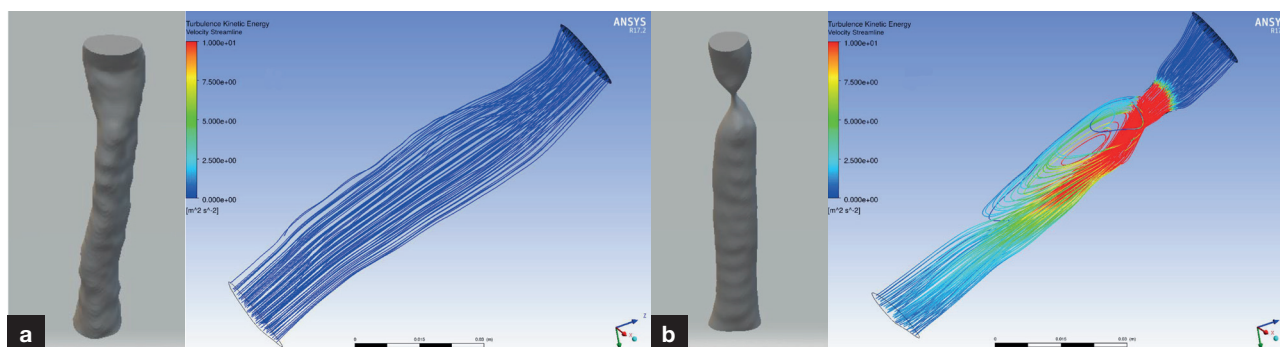 a
Turbulence Kinetic Energy
Velocity Streamline
1.000e+01
7.500e+00
5.000e+00
2.500e+00
0.000e+00
[m^2 s^-2]
ANSYS
R17.2
0
0.015
0.03 (m)
Z
X
b
Turbulence Kinetic Energy
Velocity Streamline
1.000e+01
7.500e+00
5.000e+00
2.500e+00
0.000e+00
[m^2 s^-2]
ANSYS
0
0.015
0.03 (m)
X